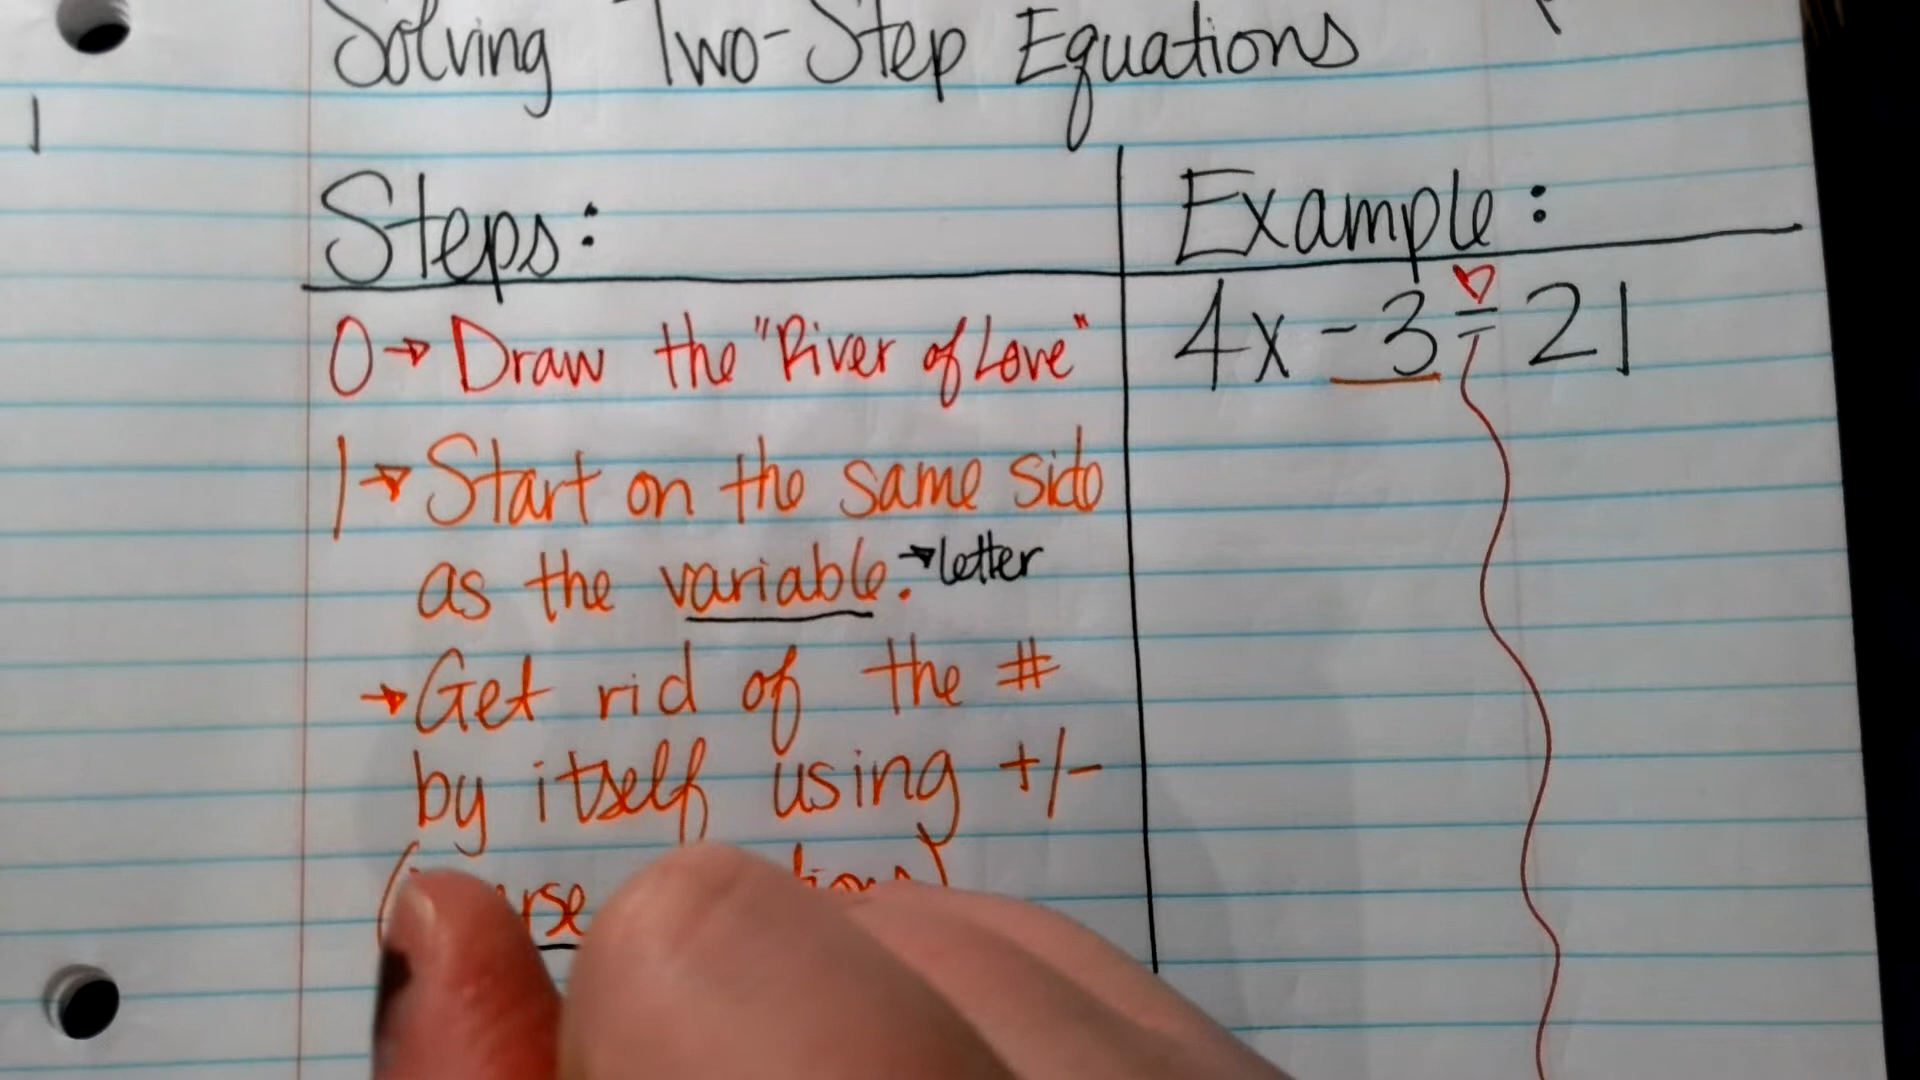 Solving Two-Step Equations
Steps:
Example:
0→ Draw the "River of Love"
4x - 3 = 21
1→ Start on the same side
as the variable. →letter
→Get rid of the #
by itself using +/-